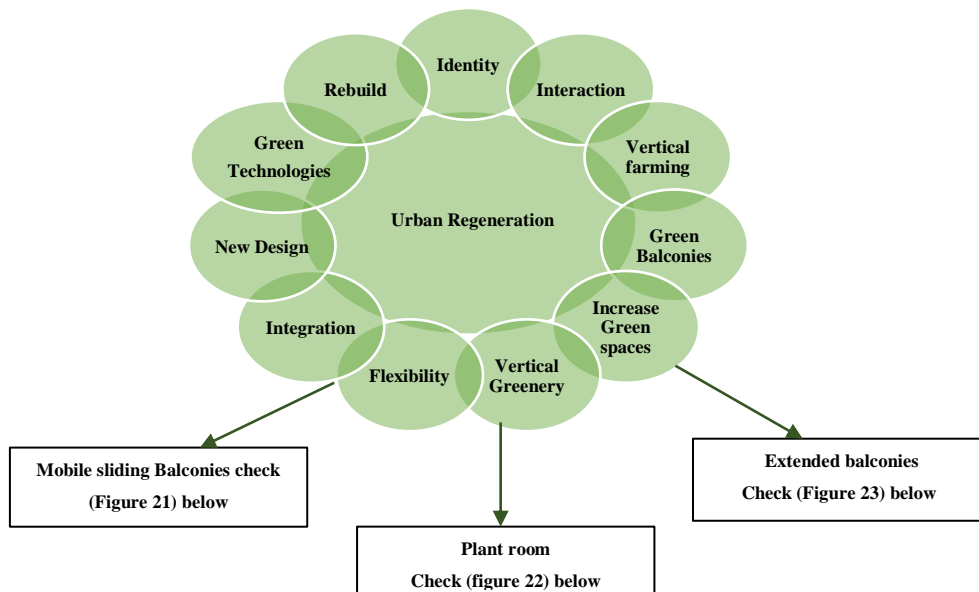 Identity
Rebuild
Interaction
Green
Technologies
Vertical
farming
Urban Regeneration
New Design
Green
Balconies
Integration
Increase
Green
spaces
Flexibility
Vertical
Greenery
Mobile sliding Balconies check
(Figure 21) below
Extended balconies
Check (Figure 23) below
Plant room
Check (figure 22) below